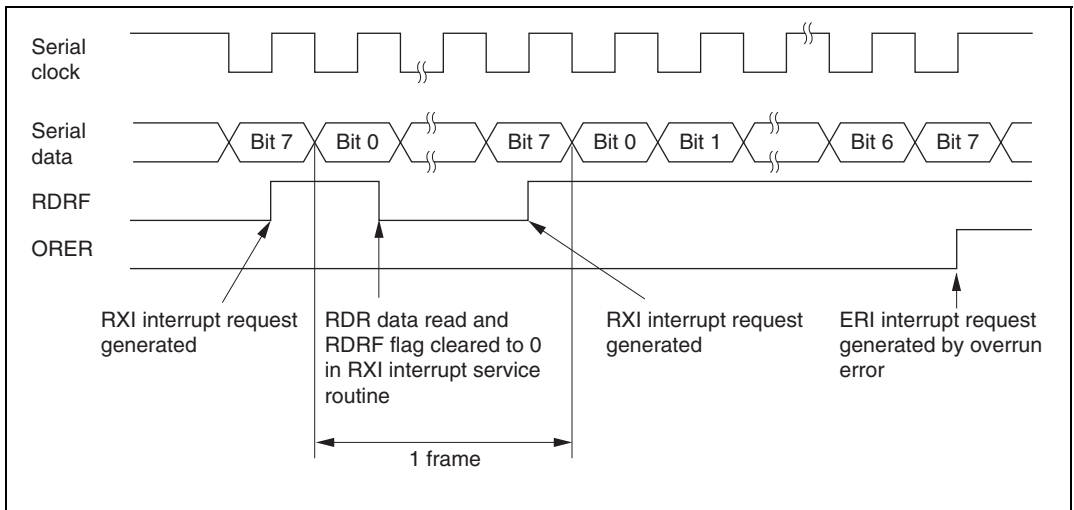 Serial
clock
Serial
data
Bit 7
Bit 0
Bit 7
Bit 0
Bit 1
Bit 6
Bit 7
RDRF
ORER
RXI interrupt request
generated
RDR data read and
RDRF flag cleared to 0
in RXI interrupt service
routine
RXI interrupt request
generated
ERI interrupt request
generated by overrun
error
1 frame